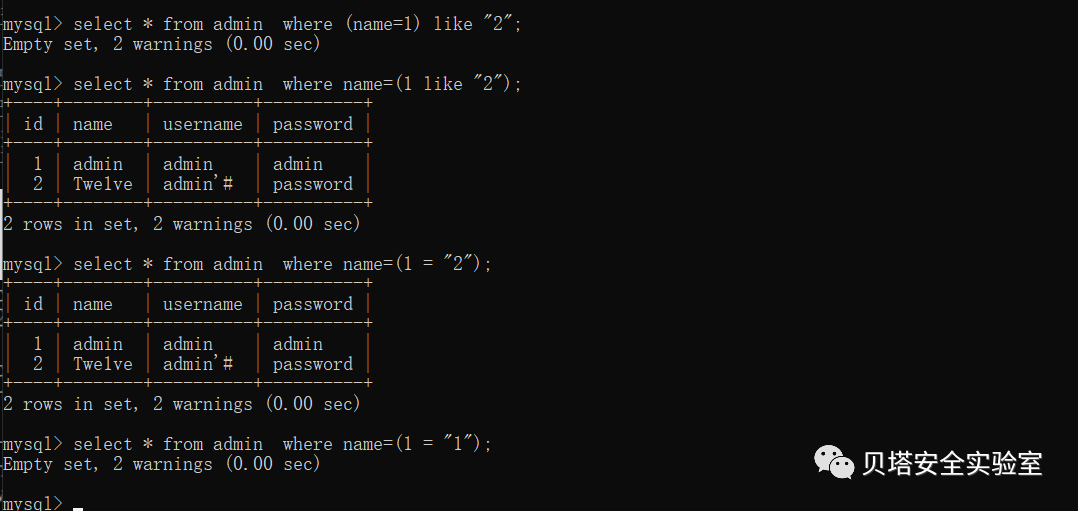 mysql> select * from admin  where (name=1) like "2";
Empty set, 2 warnings (0.00 sec)
mysql> select * from admin  where name=(1 like "2");
+----+--------+----------+----------+
| id | name   | username | password |
+----+--------+----------+----------+
|  1 | admin  | admin    | admin    |
|  2 | Twelve | admin'#  | password |
+----+--------+----------+----------+
2 rows in set, 2 warnings (0.00 sec)
mysql> select * from admin  where name=(1 = "2");
+----+--------+----------+----------+
| id | name   | username | password |
+----+--------+----------+----------+
|  1 | admin  | admin    | admin    |
|  2 | Twelve | admin'#  | password |
+----+--------+----------+----------+
2 rows in set, 2 warnings (0.00 sec)
mysql> select * from admin  where name=(1 = "1");
Empty set, 2 warnings (0.00 sec)
贝塔安全实验室
mysql>